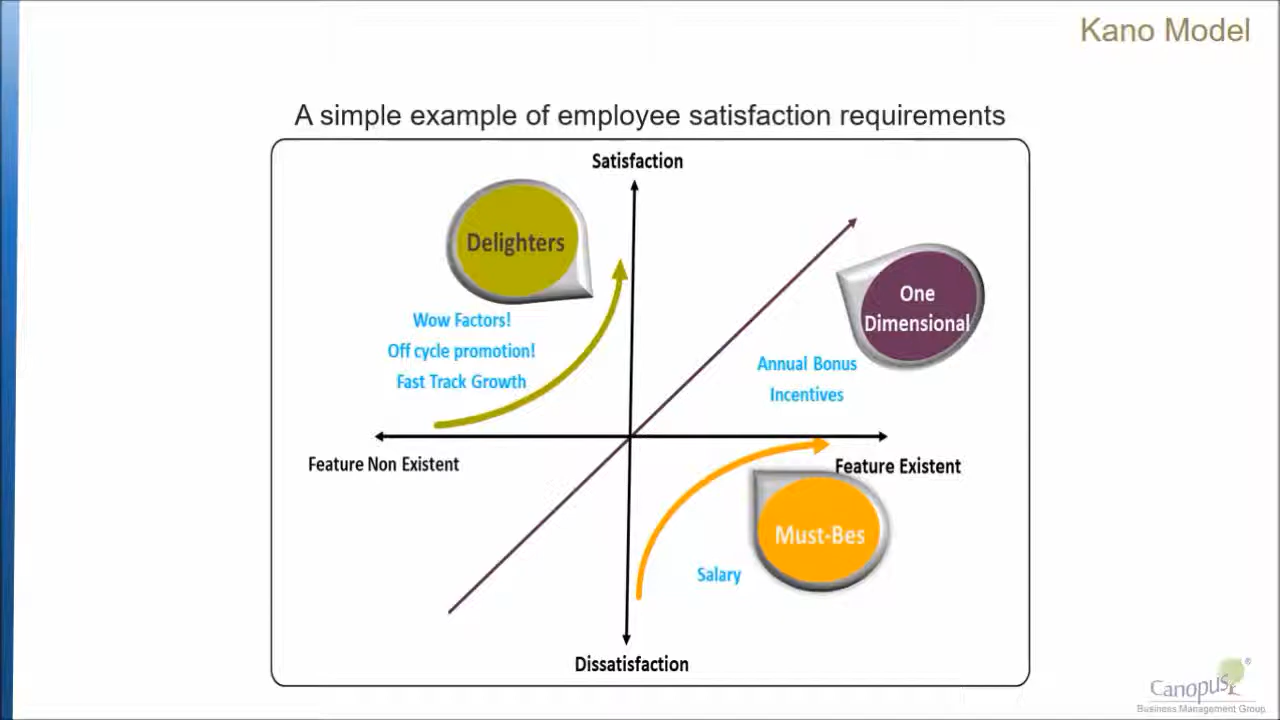 Kano Model
A simple example of employee satisfaction requirements
Satisfaction
Delighters
Wow Factors!
Off cycle promotion!
Fast Track Growth
One
Dimensional
Annual Bonus
Incentives
Feature Non Existent
Feature Existent
Must-Bes
Salary
Dissatisfaction
Canopus®
Business Management Group